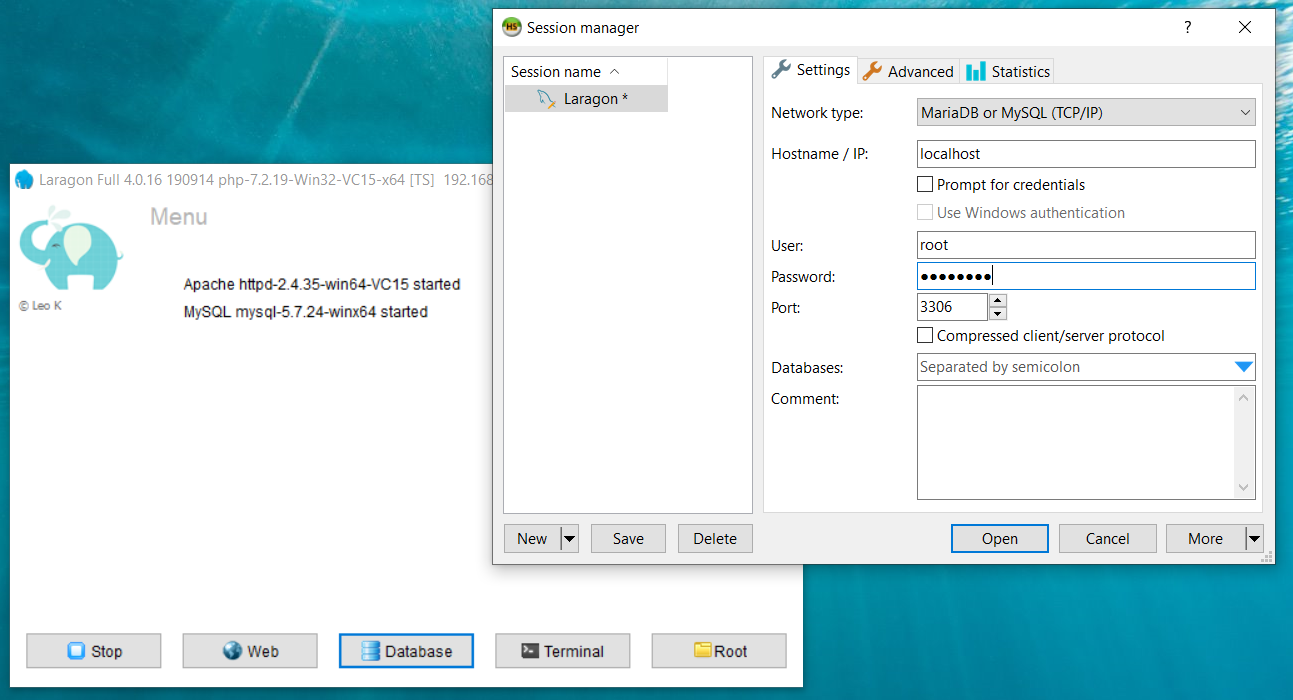 Session manager
?
Session name
Laragon *
Settings
Advanced
Statistics
Network type:
MariaDB or MySQL (TCP/IP)
Hostname / IP:
localhost
Prompt for credentials
Use Windows authentication
User:
root
Password:
●●●●●●●●
Port:
3306
Compressed client/server protocol
Databases:
Separated by semicolon
Comment:
New
Save
Delete
Open
Cancel
More
Laragon Full 4.0.16 190914 php-7.2.19-Win32-VC15-x64 [TS] 192.168
Menu
© Leo K
Apache httpd-2.4.35-win64-VC15 started
MySQL mysql-5.7.24-winx64 started
Stop
Web
Database
Terminal
Root